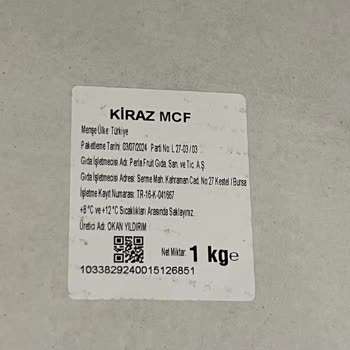 KİRAZ MCF
Menşe Ülke Türkiye
Paketleme Tarihi: 03/07/2024 Parti No: L 27-03 / 03
Gıda İşletmecisi Adı: Perla Fruit Gıda. San. ve Tic. A.Ş.
Gıda İşletmecisi Adresi: Serme Mah. Kahraman Cad. No:27 Kestel / Bursa
İşletme Kayıt Numarası: TR-16-K-041667
+8 °C ve +12 °C Sıcaklıkları Arasında Saklayınız.
Üretici Adı: OKAN YILDIRIM
Net Miktar: 1 kg e
1033829240015126851